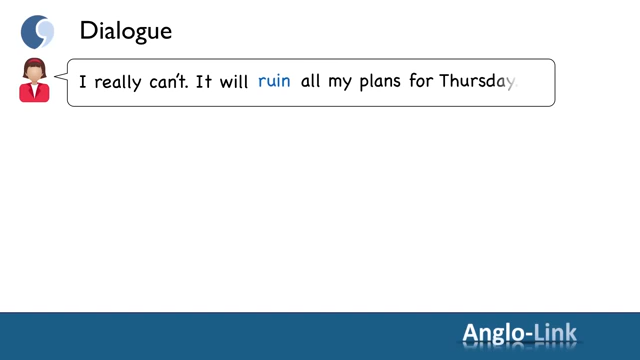 Dialogue
I really can't. It will ruin all my plans for Thursday.
Anglo-Link